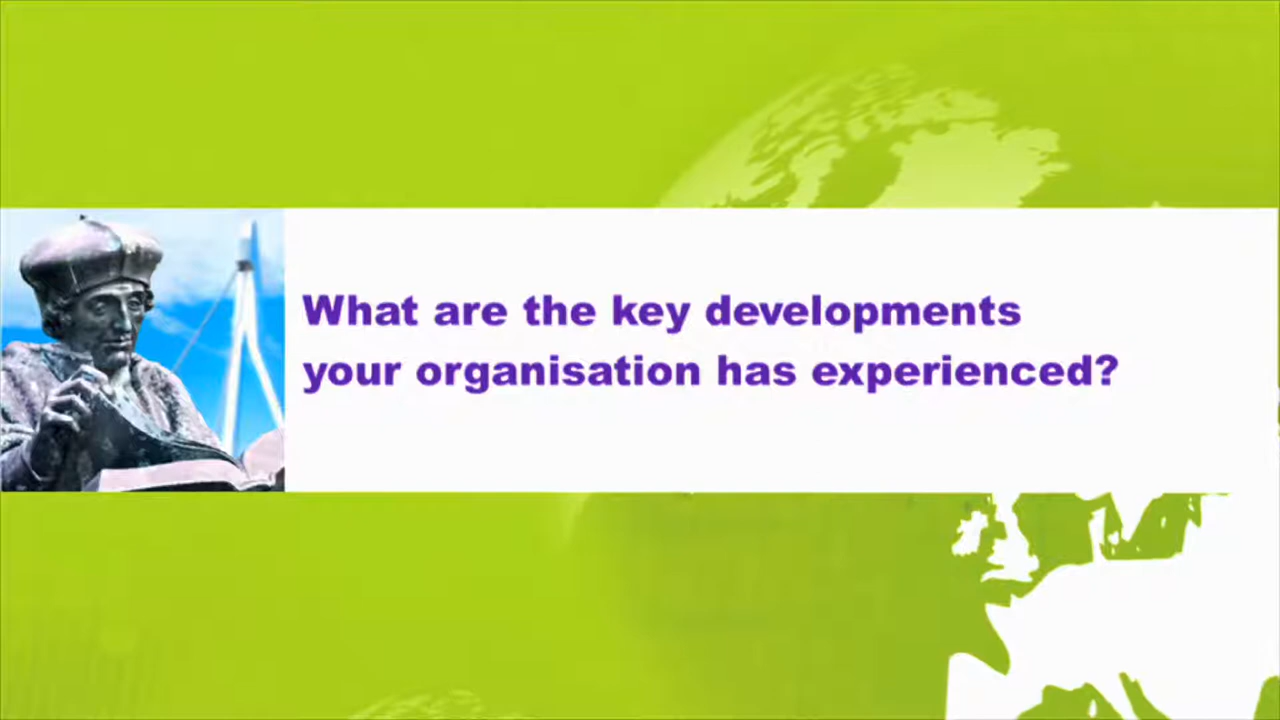 What are the key developments
your organisation has experienced?